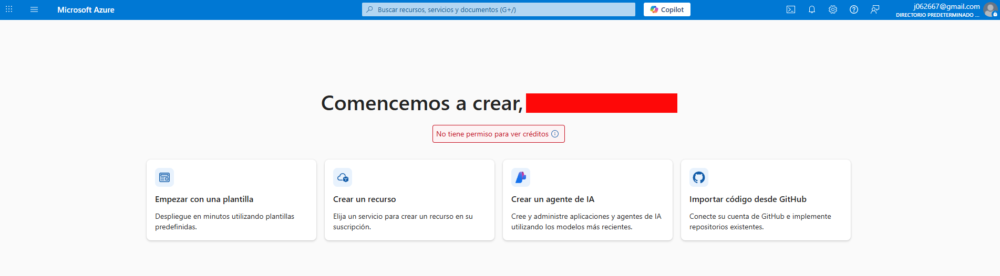 Microsoft Azure
Buscar recursos, servicios y documentos (G+/)
Copilot
j062667@gmail.com
DIRECTORIO PREDETERMINADO ...
Comencemos a crear,
No tiene permiso para ver créditos
Empezar con una plantilla
Despliegue en minutos utilizando plantillas
predefinidas.
Crear un recurso
Elija un servicio para crear un recurso en su
suscripción.
Crear un agente de IA
Cree y administre aplicaciones y agentes de IA
utilizando los modelos más recientes.
Importar código desde GitHub
Conecte su cuenta de GitHub e implemente
repositorios existentes.